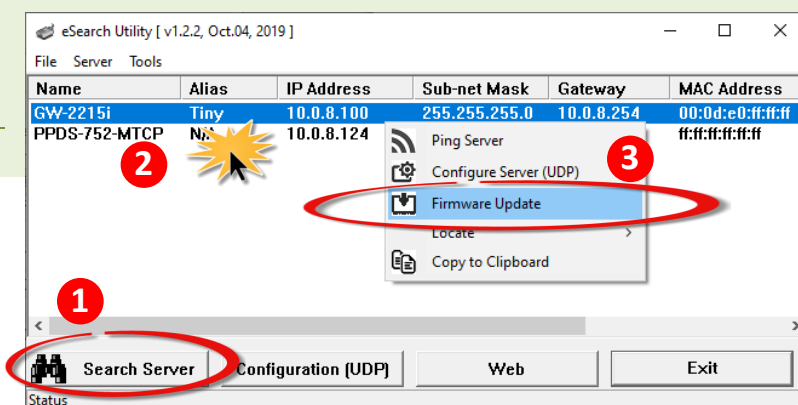 eSearch Utility [ v1.2.2, Oct.04, 2019 ]
File Server Tools
Name Alias IP Address Sub-net Mask Gateway MAC Address
GW-2215i Tiny 10.0.8.100 255.255.255.0 10.0.8.254 00:0d:e0:ff:ff:ff
PPDS-752-MTCP 10.0.8.124 ff:ff:ff:ff:ff:ff
2
3
Ping Server
Configure Server (UDP)
Firmware Update
Locate
Copy to Clipboard
1
Search Server Configuration (UDP) Web Exit
Status